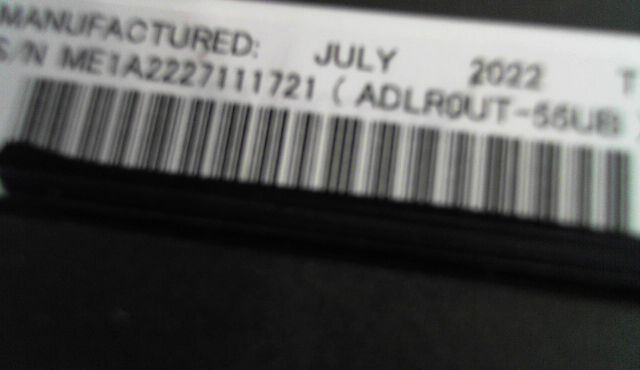 MANUFACTURED: JULY 2022 T
S/N ME1A2227111721 ( ADLR0UT-55UB )